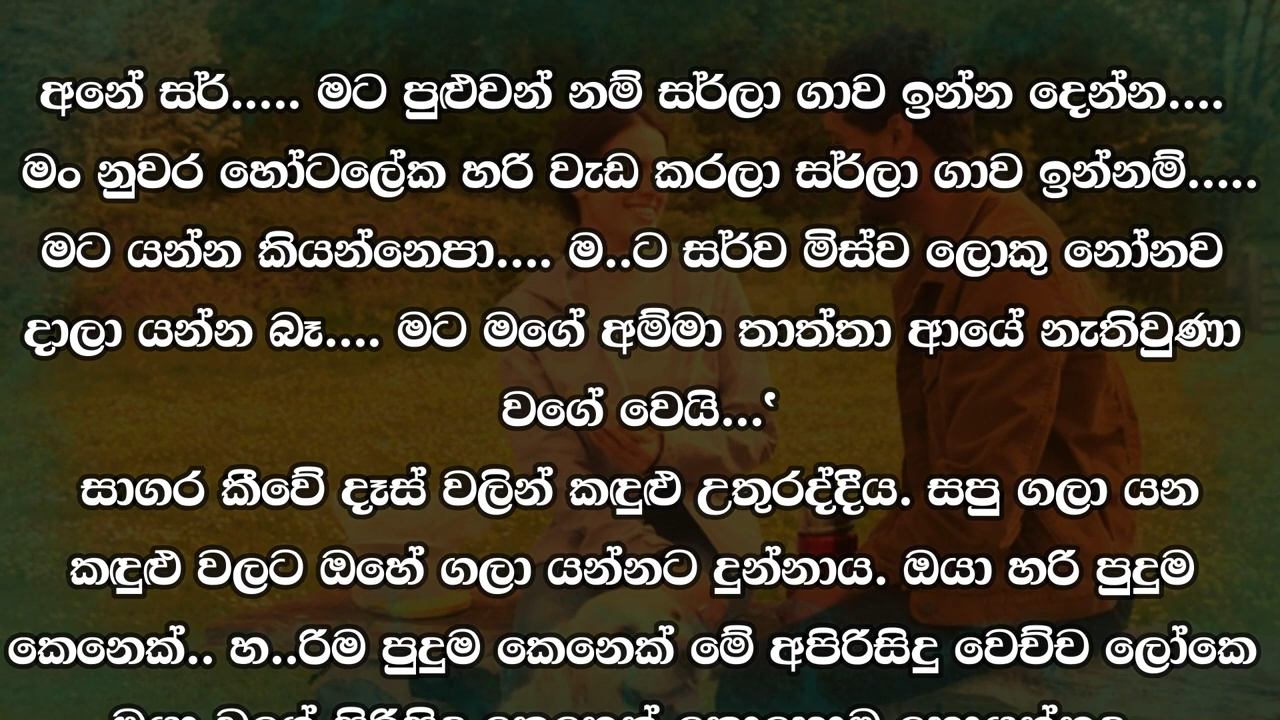 අනේ සර්..... මට පුළුවන් නම් සර්ලා ගාව ඉන්න දෙන්න....
මං නුවර හෝටලේක හරි වැඩ කරලා සර්ලා ගාව ඉන්නම්.....
මට යන්න කියන්නෙපා.... ම..ට සර්ව මිස්ව ලොකු නෝනව
දාලා යන්න බෑ.... මට මගේ අම්මා තාත්තා ආයේ නැතිවුණා
වගේ වෙයි...‛
සාගර කීවේ දෑස් වලින් කඳුළු උතුරද්දීය. සපු ගලා යන
කඳුළු වලට ඔහේ ගලා යන්නට දුන්නාය. ඔයා හරි පුදුම
කෙනෙක්.. හ..රිම පුදුම කෙනෙක් මේ අපිරිසිදු වෙච්ච ලෝකෙ